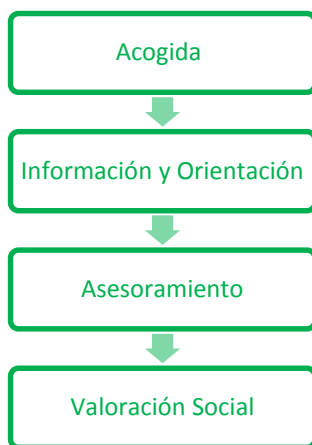 Acogida
Información y Orientación
Asesoramiento
Valoración Social